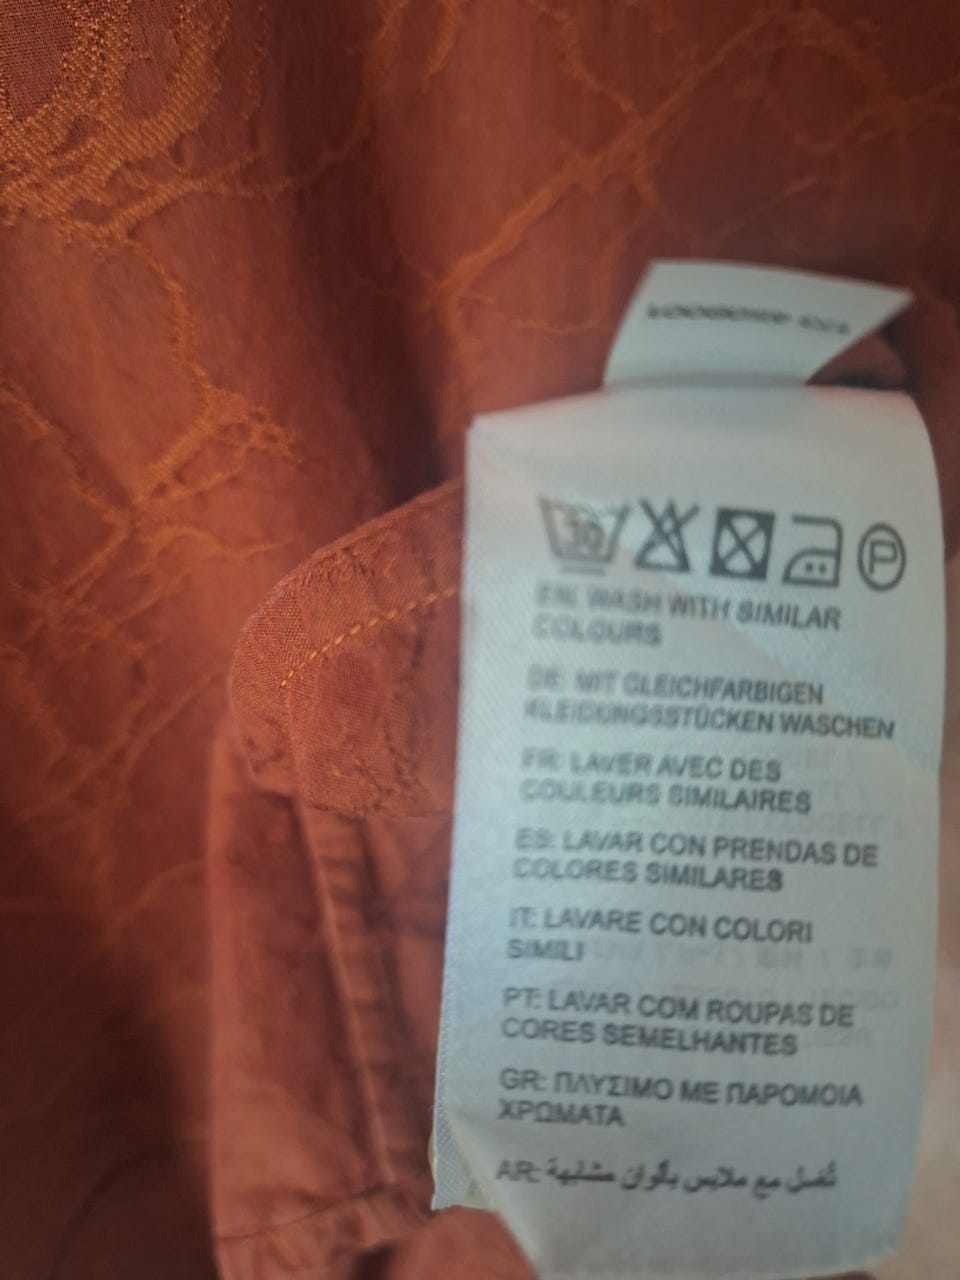 30
P
EN: WASH WITH SIMILAR
COLOURS
DE: MIT GLEICHFARBIGEN
KLEIDUNGSSTÜCKEN WASCHEN
FR: LAVER AVEC DES
COULEURS SIMILAIRES
ES: LAVAR CON PRENDAS DE
COLORES SIMILARES
IT: LAVARE CON COLORI
SIMILI
PT: LAVAR COM ROUPAS DE
CORES SEMELHANTES
GR: ΠΛΥΣΙΜΟ ΜΕ ΠΑΡΟΜΟΙΑ
ΧΡΩΜΑΤΑ
AR: تُغسل مع ملابس بألوان مشابهة